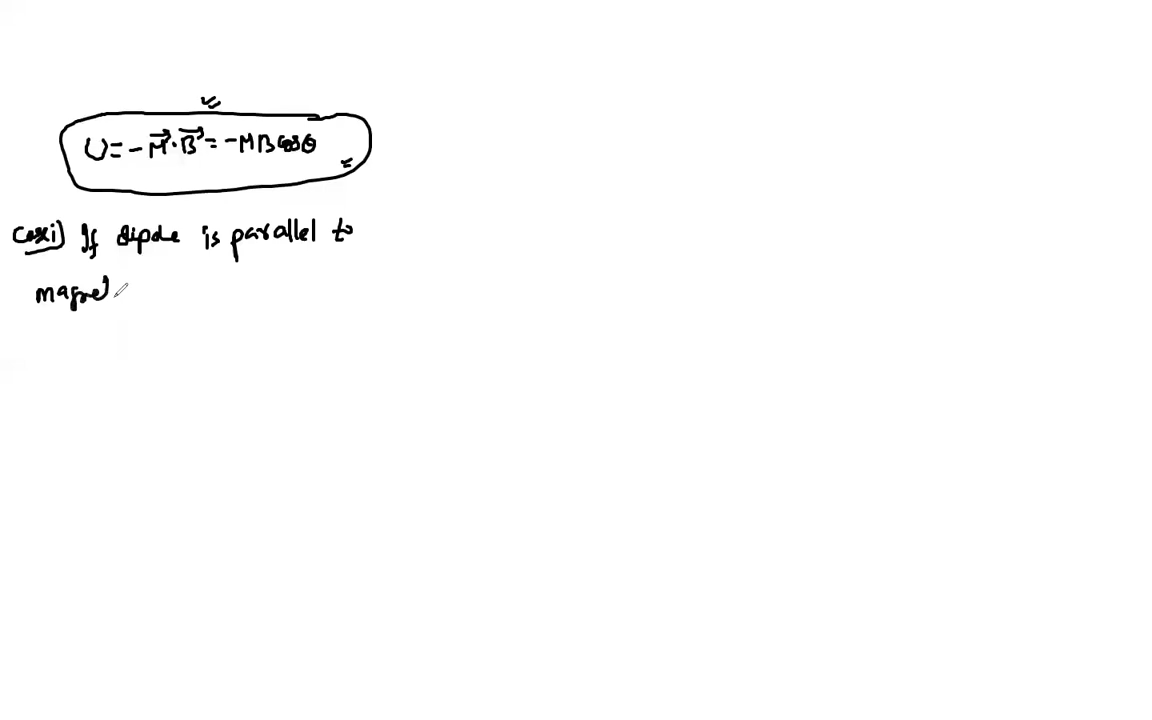 U = -M⃗·B⃗ = -MBcosθ
Case i) If dipole is parallel to
magnet